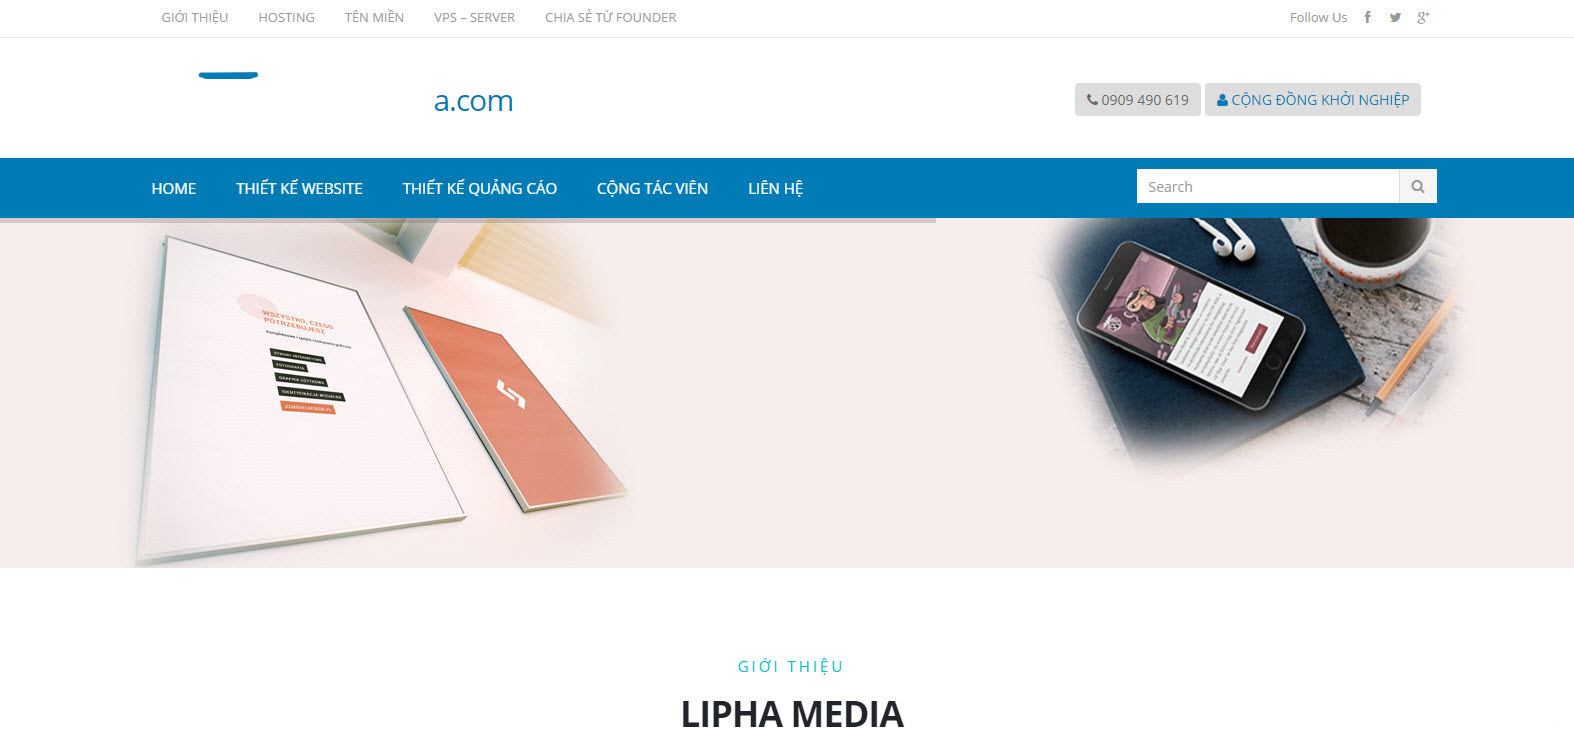 GIỚI THIỆU HOSTING TÊN MIỀN VPS – SERVER CHIA SẺ TỪ FOUNDER Follow Us
a.com
0909 490 619 CỘNG ĐỒNG KHỞI NGHIỆP
HOME THIẾT KẾ WEBSITE THIẾT KẾ QUẢNG CÁO CỘNG TÁC VIÊN LIÊN HỆ Search
WSZYSTKO, CZEGO
POTRZEBUJESZ
STRONY INTERNETOWE
FOTOGRAFIA
GRAFIKA UŻYTKOWA
IDENTYFIKACJA WIZUALNA
GIỚI THIỆU
LIPHA MEDIA